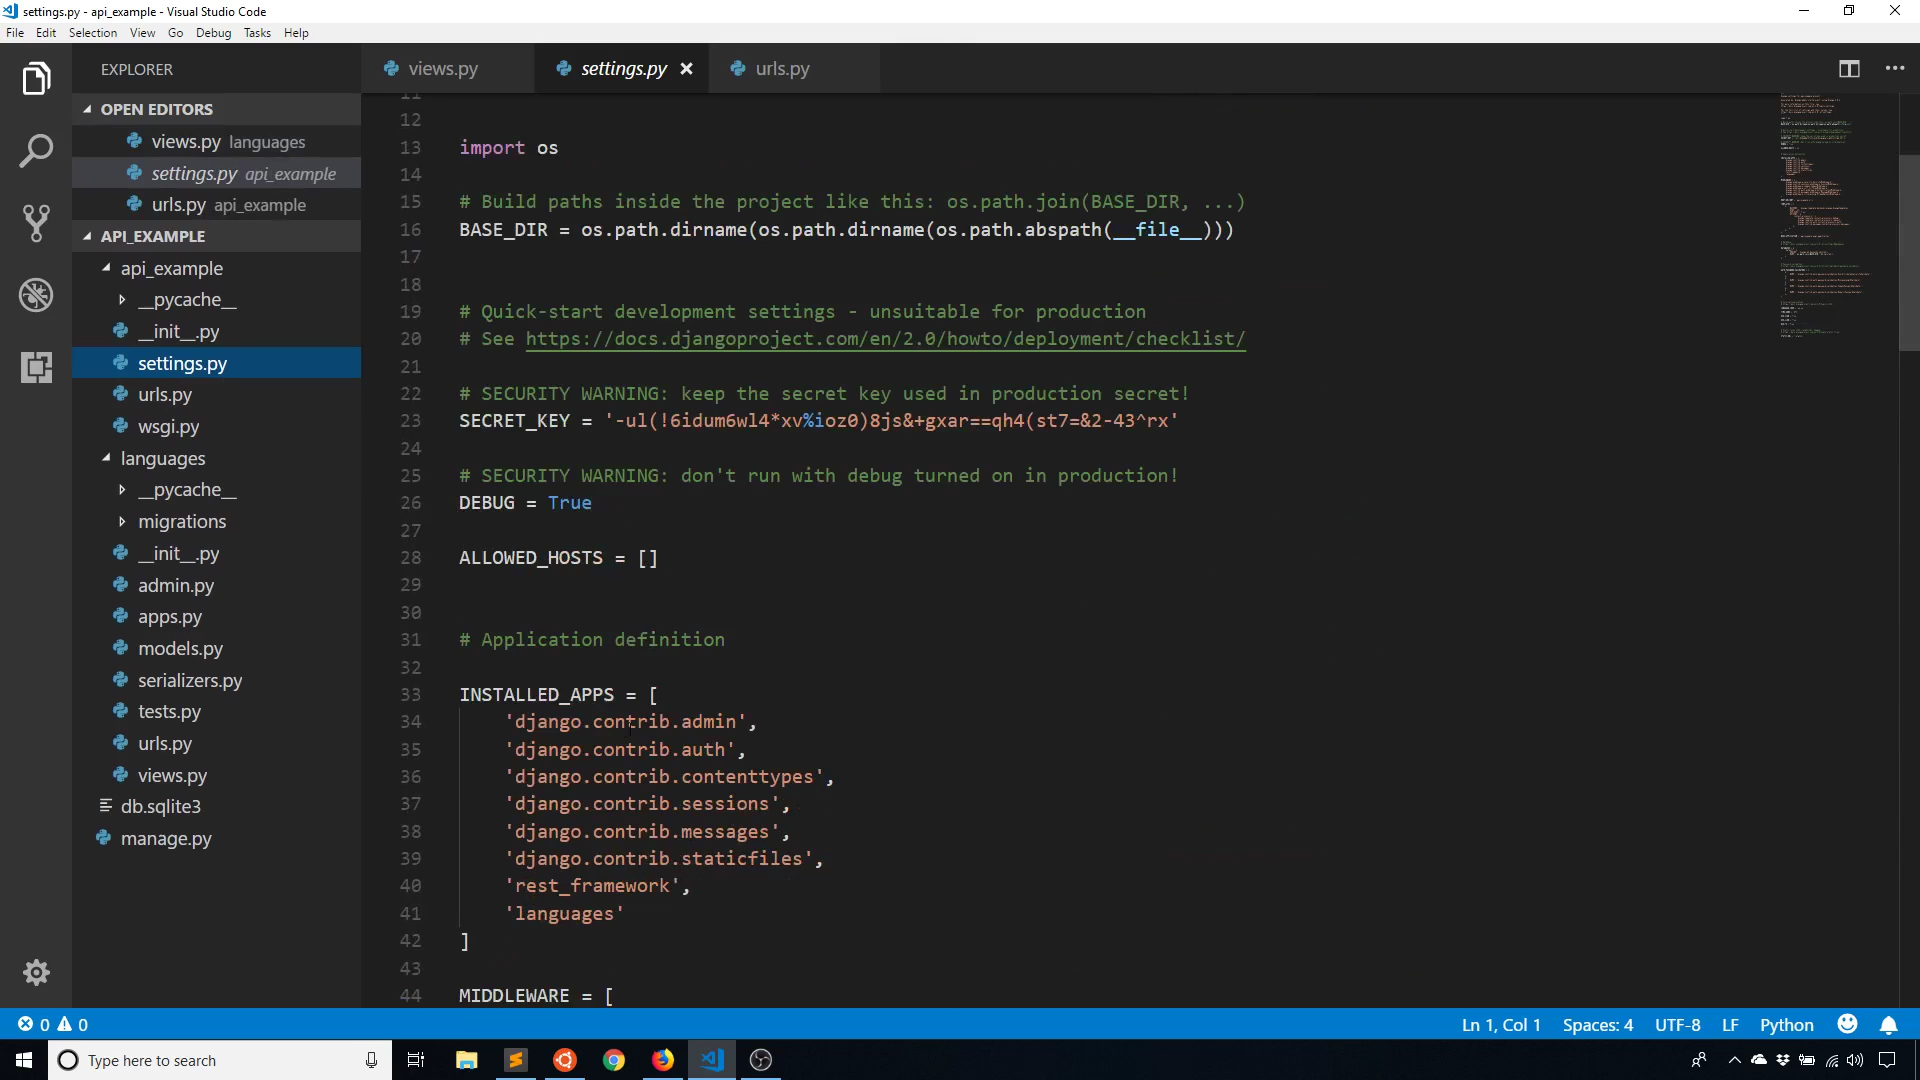 settings.py - api_example - Visual Studio Code
File Edit Selection View Go Debug Tasks Help
EXPLORER
views.py
settings.py
urls.py
OPEN EDITORS
views.py languages
settings.py api_example
urls.py api_example
API_EXAMPLE
api_example
__pycache__
__init__.py
settings.py
urls.py
wsgi.py
languages
__pycache__
migrations
__init__.py
admin.py
apps.py
models.py
serializers.py
tests.py
urls.py
views.py
db.sqlite3
manage.py
11
12
13 import os
14
15 # Build paths inside the project like this: os.path.join(BASE_DIR, ...)
16 BASE_DIR = os.path.dirname(os.path.dirname(os.path.abspath(__file__)))
17
18
19 # Quick-start development settings - unsuitable for production
20 # See https://docs.djangoproject.com/en/2.0/howto/deployment/checklist/
21
22 # SECURITY WARNING: keep the secret key used in production secret!
23 SECRET_KEY = '-ul(!6idum6wl4*xv%ioz0)8js&+gxar==qh4(st7=&2-43^rx'
24
25 # SECURITY WARNING: don't run with debug turned on in production!
26 DEBUG = True
27
28 ALLOWED_HOSTS = []
29
30
31 # Application definition
32
33 INSTALLED_APPS = [
34 'django.contrib.admin',
35 'django.contrib.auth',
36 'django.contrib.contenttypes',
37 'django.contrib.sessions',
38 'django.contrib.messages',
39 'django.contrib.staticfiles',
40 'rest_framework',
41 'languages'
42 ]
43
44 MIDDLEWARE = [
0 0
Ln 1, Col 1 Spaces: 4 UTF-8 LF Python
Type here to search